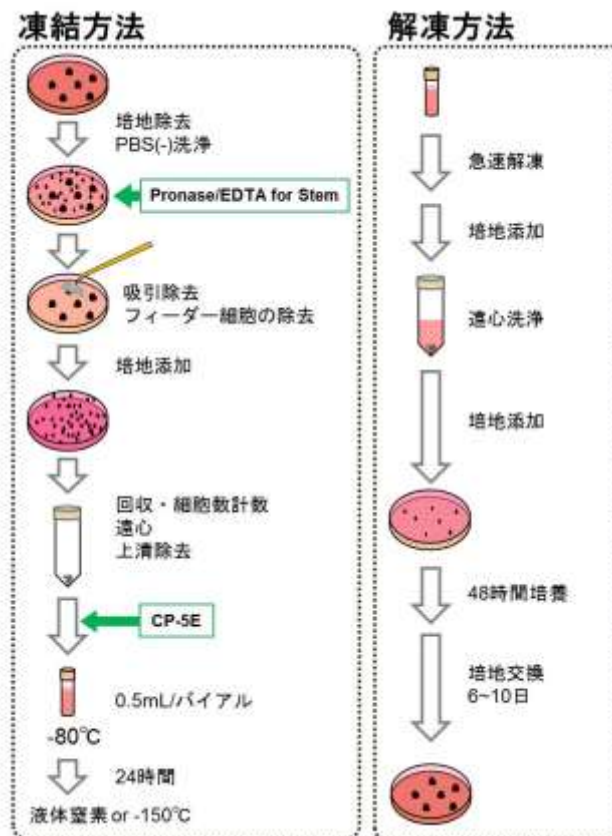 凍結方法
培地除去
PBS(-)洗浄
Pronase/EDTA for Stem
吸引除去
フィーダー細胞の除去
培地添加
回収・細胞数計数
遠心
上清除去
CP-5E
0.5mL/バイアル
-80℃
24時間
液体窒素 or -150℃
解凍方法
急速解凍
培地添加
遠心洗浄
培地添加
48時間培養
培地交換
6~10日